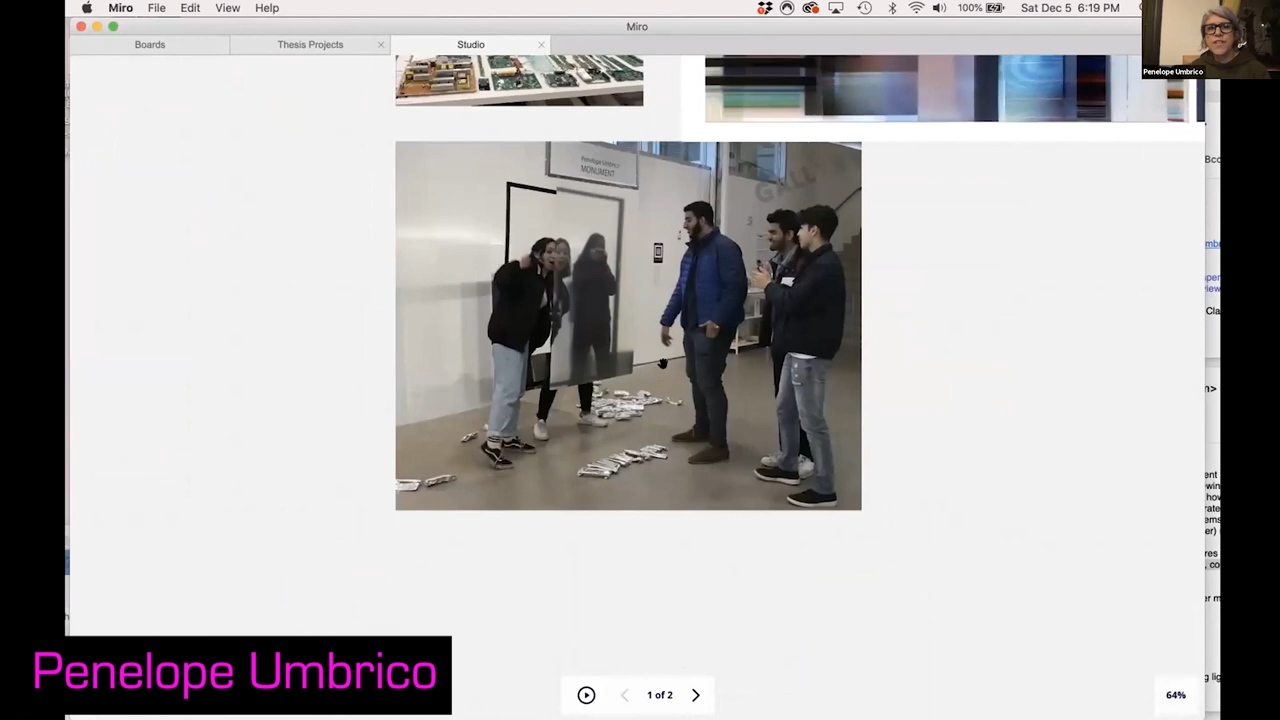 Miro File Edit View Help
100% Sat Dec 5 6:19 PM
Miro
Boards
Thesis Projects
Studio
Penelope Umbrico
Penelope Umbrico
MONUMENT
GALL
Penelope Umbrico
1 of 2
64%